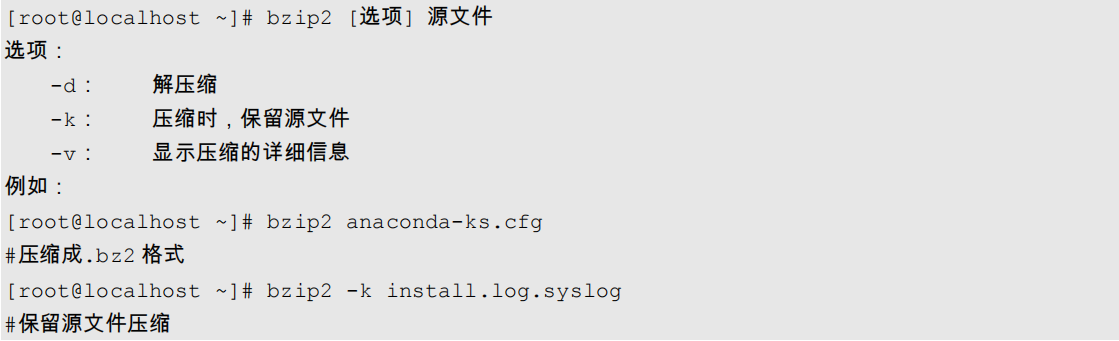 [root@localhost ~]# bzip2 [选项] 源文件
选项：
-d： 解压缩
-k： 压缩时，保留源文件
-v： 显示压缩的详细信息
例如：
[root@localhost ~]# bzip2 anaconda-ks.cfg
#压缩成.bz2 格式
[root@localhost ~]# bzip2 -k install.log.syslog
#保留源文件压缩